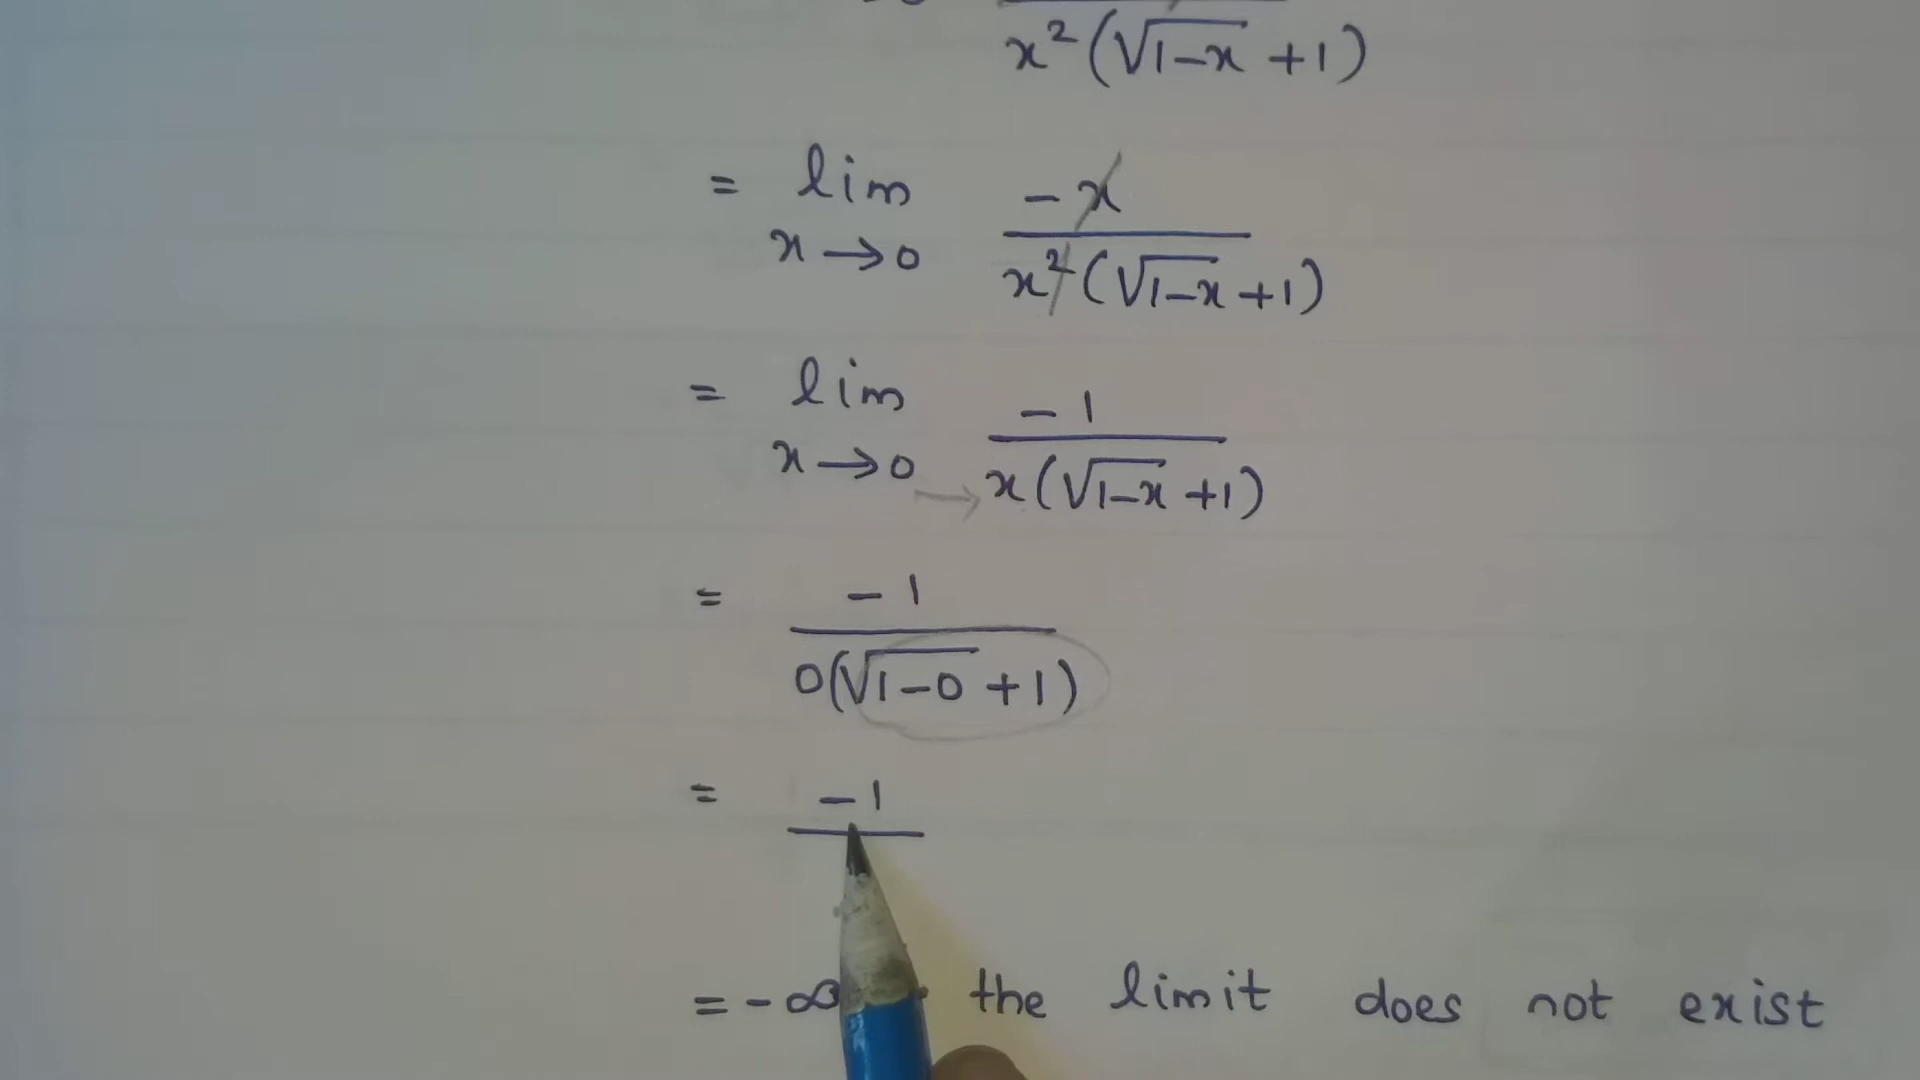 x²(√1-x +1)
= lim -x
x→0 x²(√1-x +1)
= lim -1
x→0 → x(√1-x +1)
= -1
0(√1-0 +1)
= -1
= -∞ the limit does not exist